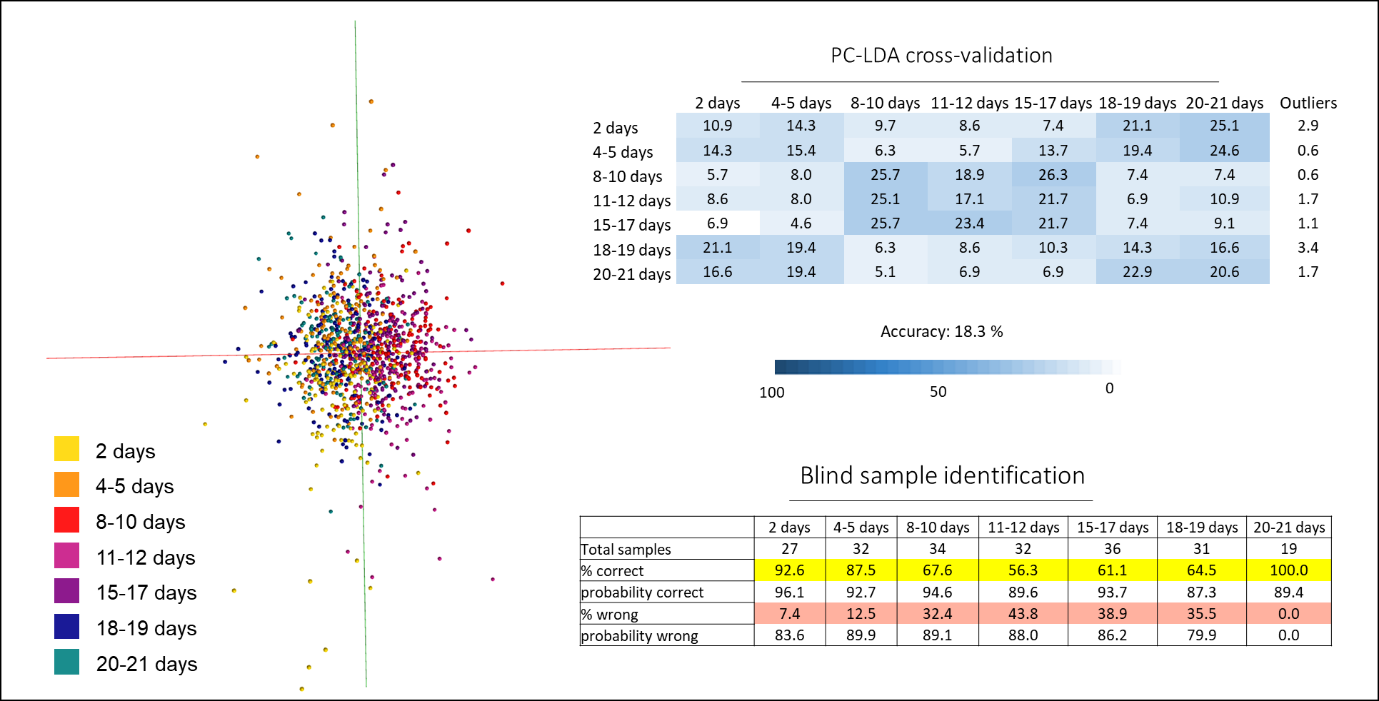 PC-LDA cross-validation
2 days 4-5 days 8-10 days 11-12 days 15-17 days 18-19 days 20-21 days Outliers
2 days 10.9 14.3 9.7 8.6 7.4 21.1 25.1 2.9
4-5 days 14.3 15.4 6.3 5.7 13.7 19.4 24.6 0.6
8-10 days 5.7 8.0 25.7 18.9 26.3 7.4 7.4 0.6
11-12 days 8.6 8.0 25.1 17.1 21.7 6.9 10.9 1.7
15-17 days 6.9 4.6 25.7 23.4 21.7 7.4 9.1 1.1
18-19 days 21.1 19.4 6.3 8.6 10.3 14.3 16.6 3.4
20-21 days 16.6 19.4 5.1 6.9 6.9 22.9 20.6 1.7
Accuracy: 18.3 %
100 50 0
2 days
4-5 days
8-10 days
11-12 days
15-17 days
18-19 days
20-21 days
Blind sample identification
2 days 4-5 days 8-10 days 11-12 days 15-17 days 18-19 days 20-21 days
Total samples 27 32 34 32 36 31 19
% correct 92.6 87.5 67.6 56.3 61.1 64.5 100.0
probability correct 96.1 92.7 94.6 89.6 93.7 87.3 89.4
% wrong 7.4 12.5 32.4 43.8 38.9 35.5 0.0
probability wrong 83.6 89.9 89.1 88.0 86.2 79.9 0.0